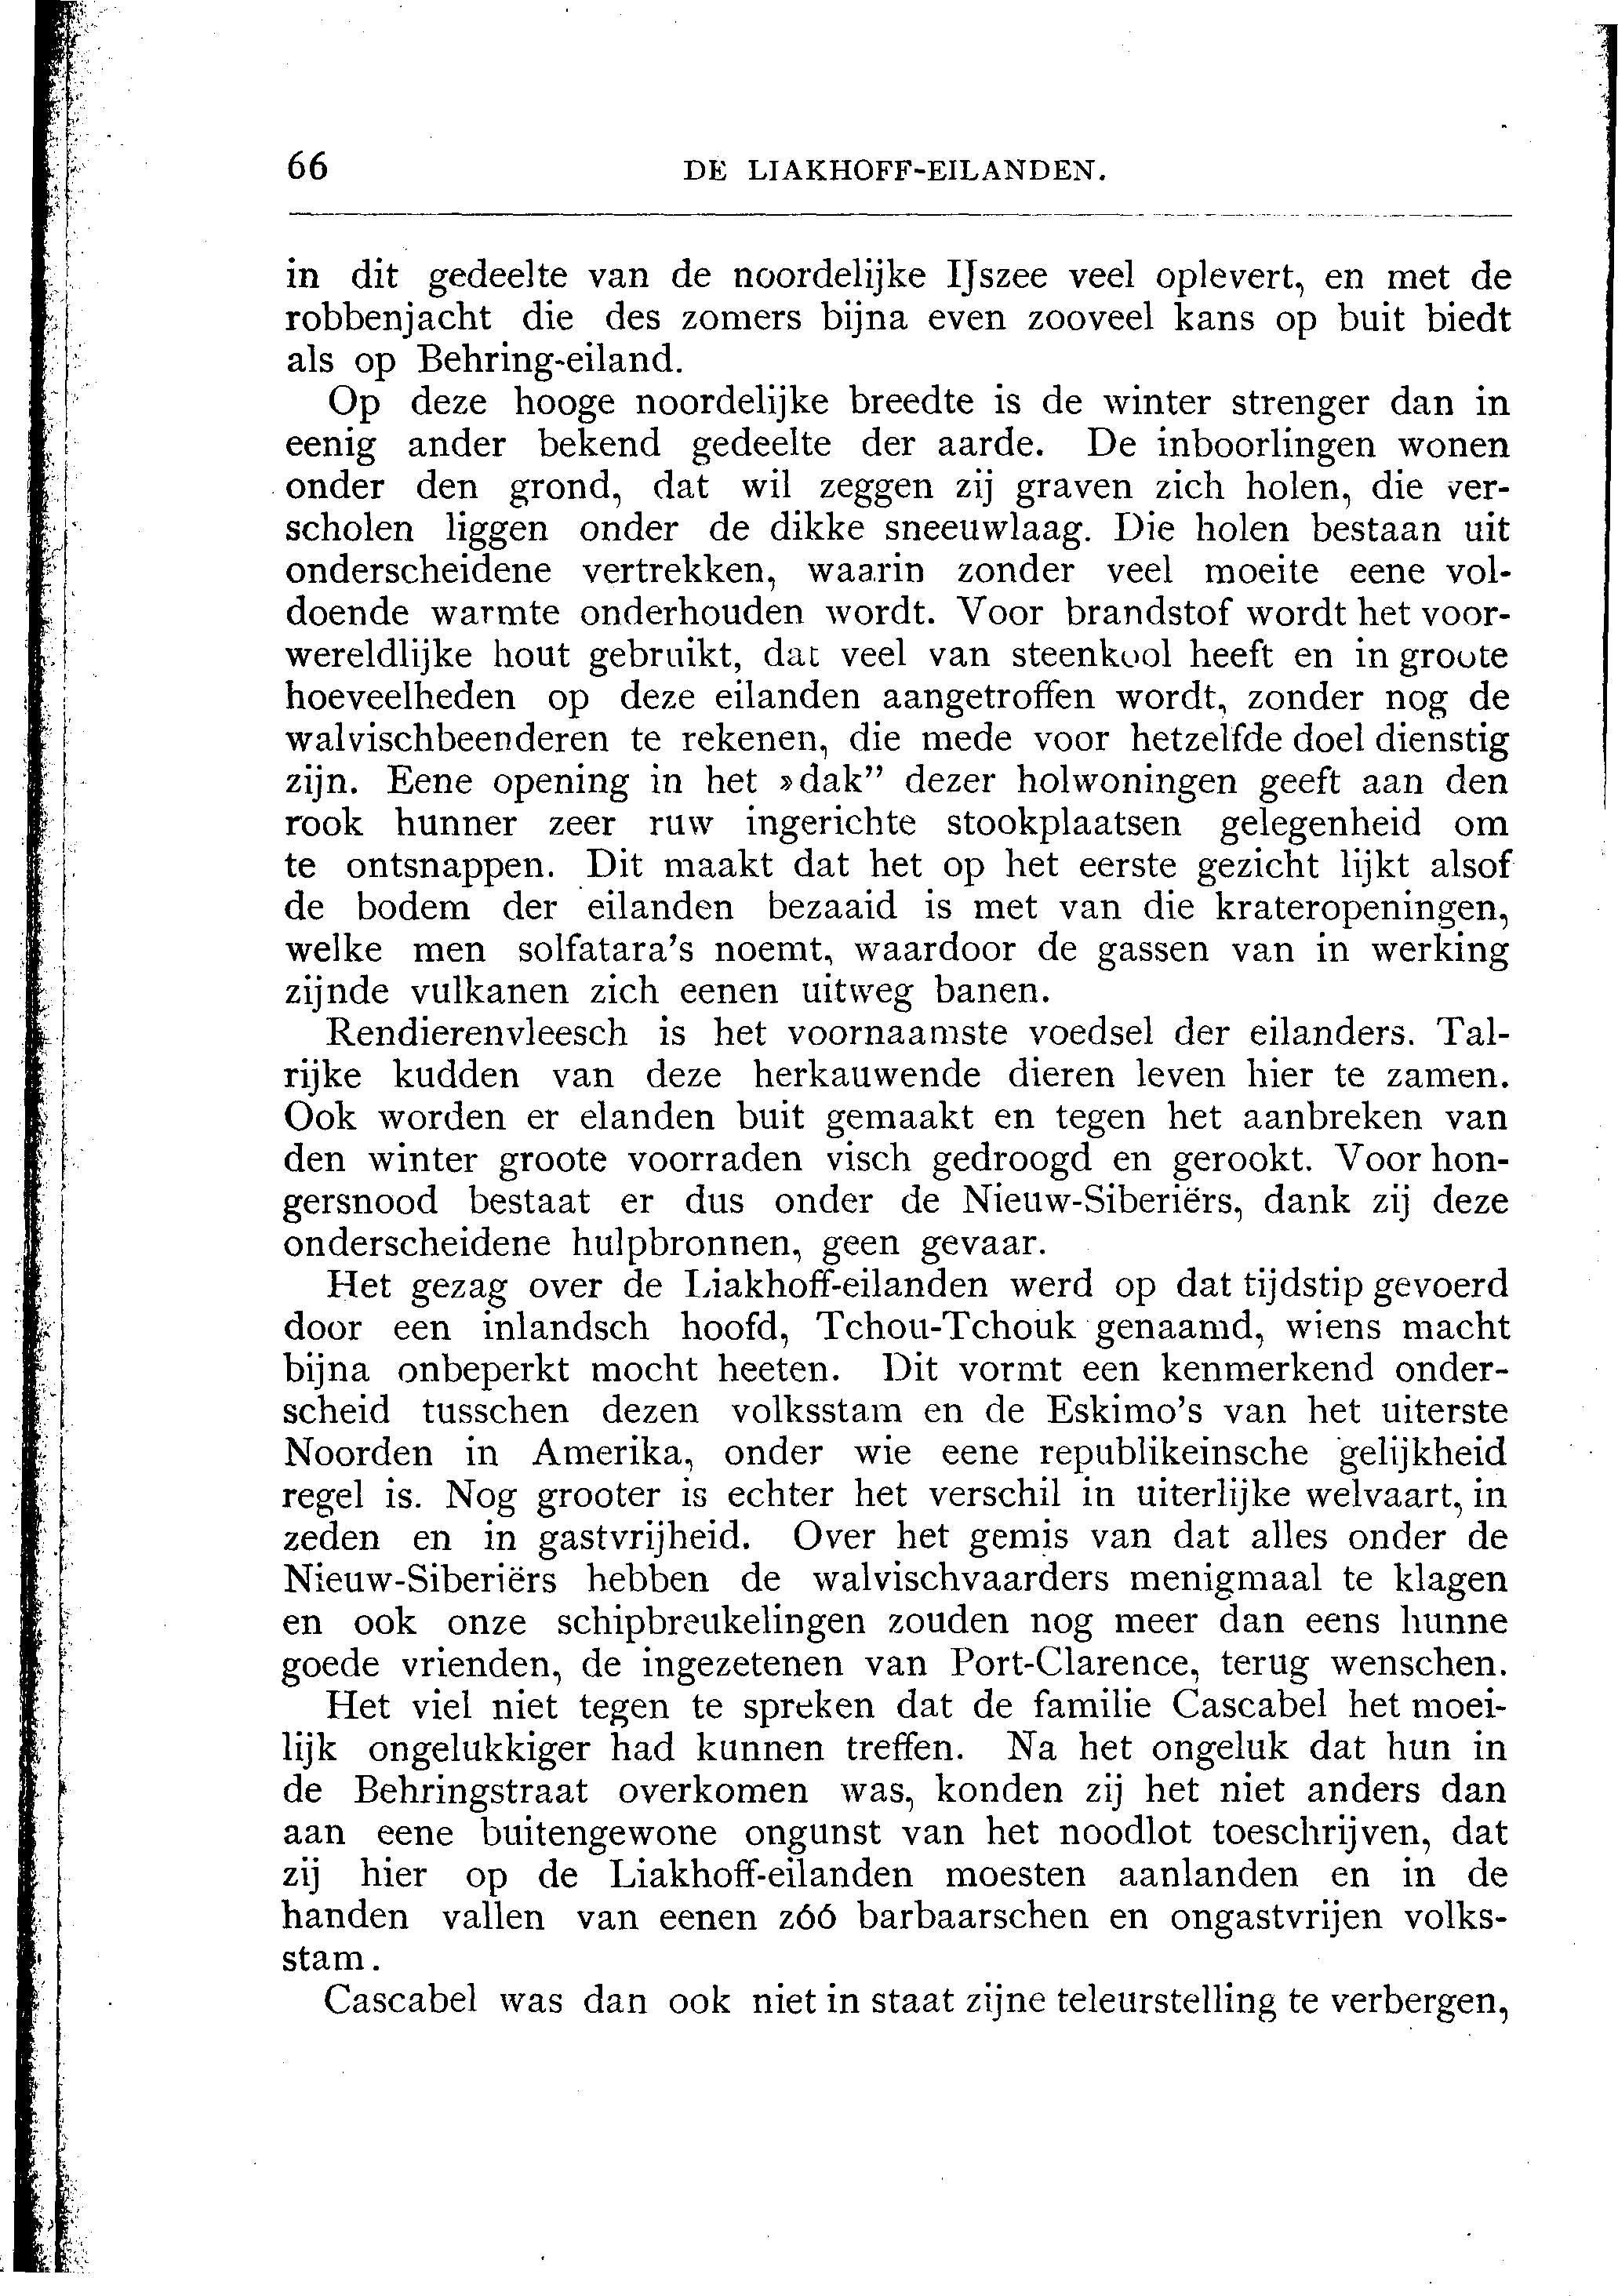 66
DE LIAKHOFF-EILANDEN.
in dit gedeelte van de noordelijke IJszee veel oplevert, en met de
robbenjacht die des zomers bijna even zooveel kans op buit biedt
als op Behring-eiland.
Op deze hooge noordelijke breedte is de winter strenger dan in
eenig ander bekend gedeelte der aarde. De inboorlingen wonen
onder den grond, dat wil zeggen zij graven zich holen, die ver-
scholen liggen onder de dikke sneeuwlaag. Die holen bestaan uit
onderscheidene vertrekken, waarin zonder veel moeite eene vol-
doende warmte onderhouden wordt. Voor brandstof wordt het voor-
wereldlijke hout gebruikt, dat veel van steenkool heeft en in groote
hoeveelheden op deze eilanden aangetroffen wordt, zonder nog de
walvischbeenderen te rekenen, die mede voor hetzelfde doel dienstig
zijn. Eene opening in het »dak” dezer holwoningen geeft aan den
rook hunner zeer ruw ingerichte stookplaatsen gelegenheid om
te ontsnappen. Dit maakt dat het op het eerste gezicht lijkt alsof
de bodem der eilanden bezaaid is met van die krateropeningen,
welke men solfatara’s noemt, waardoor de gassen van in werking
zijnde vulkanen zich eenen uitweg banen.
Rendierenvleesch is het voornaamste voedsel der eilanders. Tal-
rijke kudden van deze herkauwende dieren leven hier te zamen.
Ook worden er elanden buit gemaakt en tegen het aanbreken van
den winter groote voorraden visch gedroogd en gerookt. Voor hon-
gersnood bestaat er dus onder de Nieuw-Siberiërs, dank zij deze
onderscheidene hulpbronnen, geen gevaar.
Het gezag over de Liakhoff-eilanden werd op dat tijdstip gevoerd
door een inlandsch hoofd, Tchou-Tchouk genaamd, wiens macht
bijna onbeperkt mocht heeten. Dit vormt een kenmerkend onder-
scheid tusschen dezen volksstam en de Eskimo’s van het uiterste
Noorden in Amerika, onder wie eene republikeinsche gelijkheid
regel is. Nog grooter is echter het verschil in uiterlijke welvaart, in
zeden en in gastvrijheid. Over het gemis van dat alles onder de
Nieuw-Siberiërs hebben de walvischvaarders menigmaal te klagen
en ook onze schipbreukelingen zouden nog meer dan eens hunne
goede vrienden, de ingezetenen van Port-Clarence, terug wenschen.
Het viel niet tegen te spreken dat de familie Cascabel het moei-
lijk ongelukkiger had kunnen treffen. Na het ongeluk dat hun in
de Behringstraat overkomen was, konden zij het niet anders dan
aan eene buitengewone ongunst van het noodlot toeschrijven, dat
zij hier op de Liakhoff-eilanden moesten aanlanden en in de
handen vallen van eenen zóó barbaarschen en ongastvrijen volks-
stam.
Cascabel was dan ook niet in staat zijne teleurstelling te verbergen,